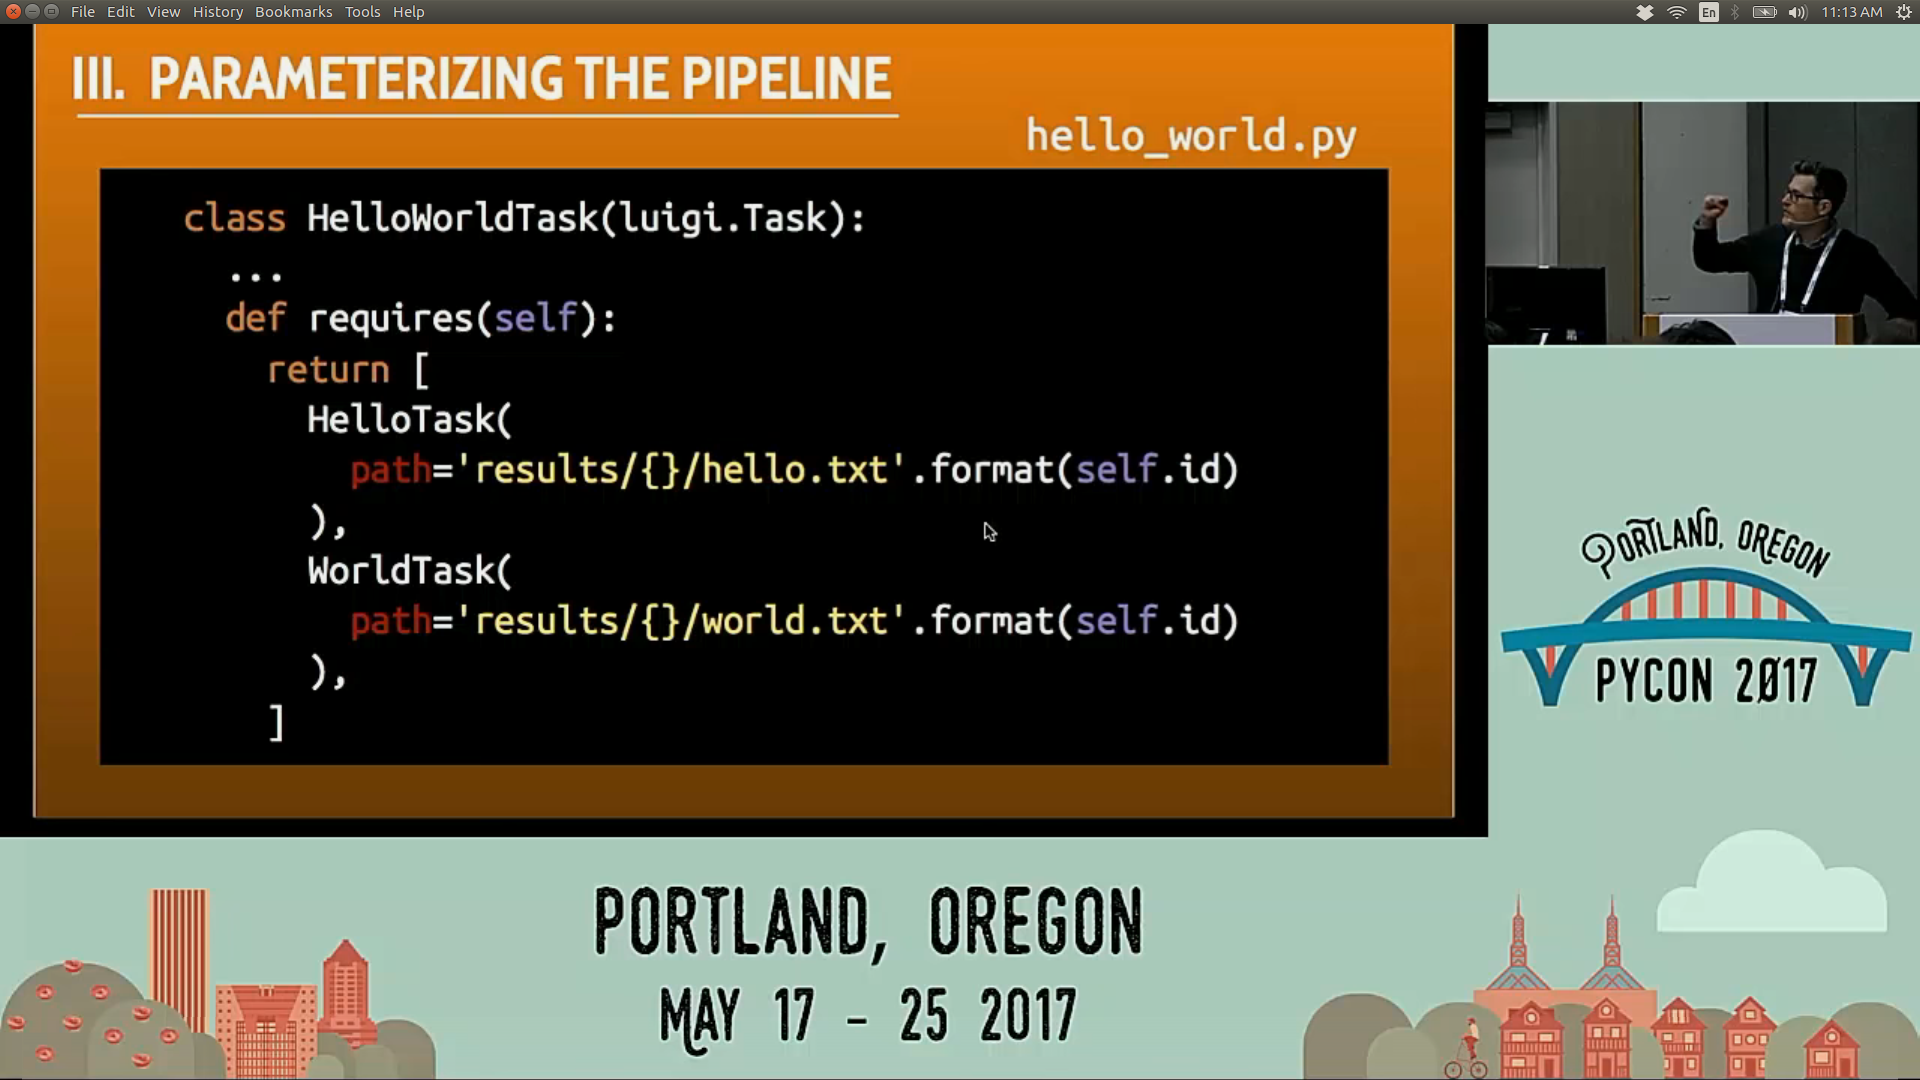 File Edit View History Bookmarks Tools Help
En
11:13 AM
III. PARAMETERIZING THE PIPELINE
hello_world.py
class HelloWorldTask(luigi.Task):
...
def requires(self):
return [
HelloTask(
path='results/{}/hello.txt'.format(self.id)
),
WorldTask(
path='results/{}/world.txt'.format(self.id)
),
]
PORTLAND, OREGON
PYCON 2017
PORTLAND, OREGON
MAY 17 - 25 2017